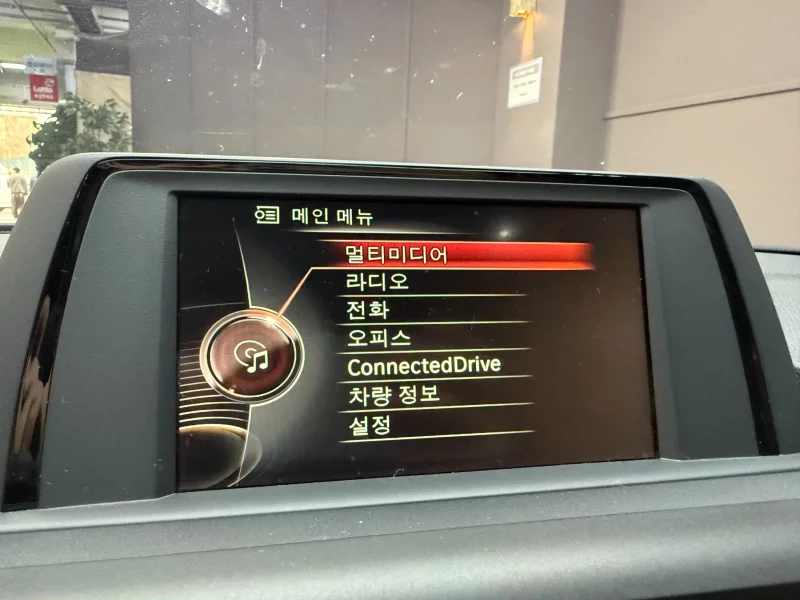 Lotto
메인 메뉴
멀티미디어
라디오
전화
오피스
ConnectedDrive
차량 정보
설정